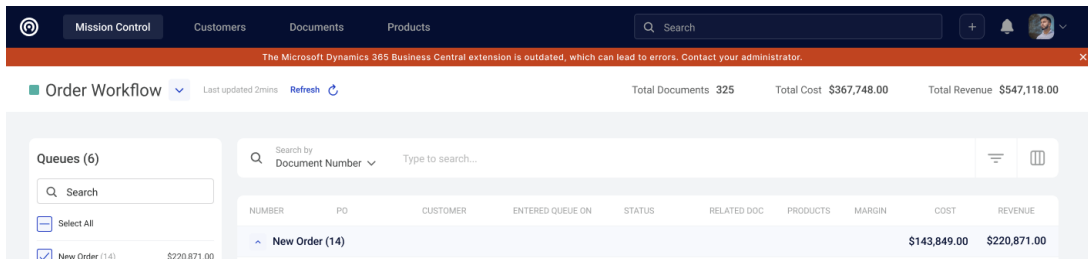 Mission Control Customers Documents Products Search
The Microsoft Dynamics 365 Business Central extension is outdated, which can lead to errors. Contact your administrator.
Order Workflow Last updated 2mins Refresh Total Documents 325 Total Cost $367,748.00 Total Revenue $547,118.00
Queues (6)
Search
Select All
New Order (14) $220,871.00
Search by
Document Number Type to search...
NUMBER PO CUSTOMER ENTERED QUEUE ON STATUS RELATED DOC PRODUCTS MARGIN COST REVENUE
New Order (14) $143,849.00 $220,871.00